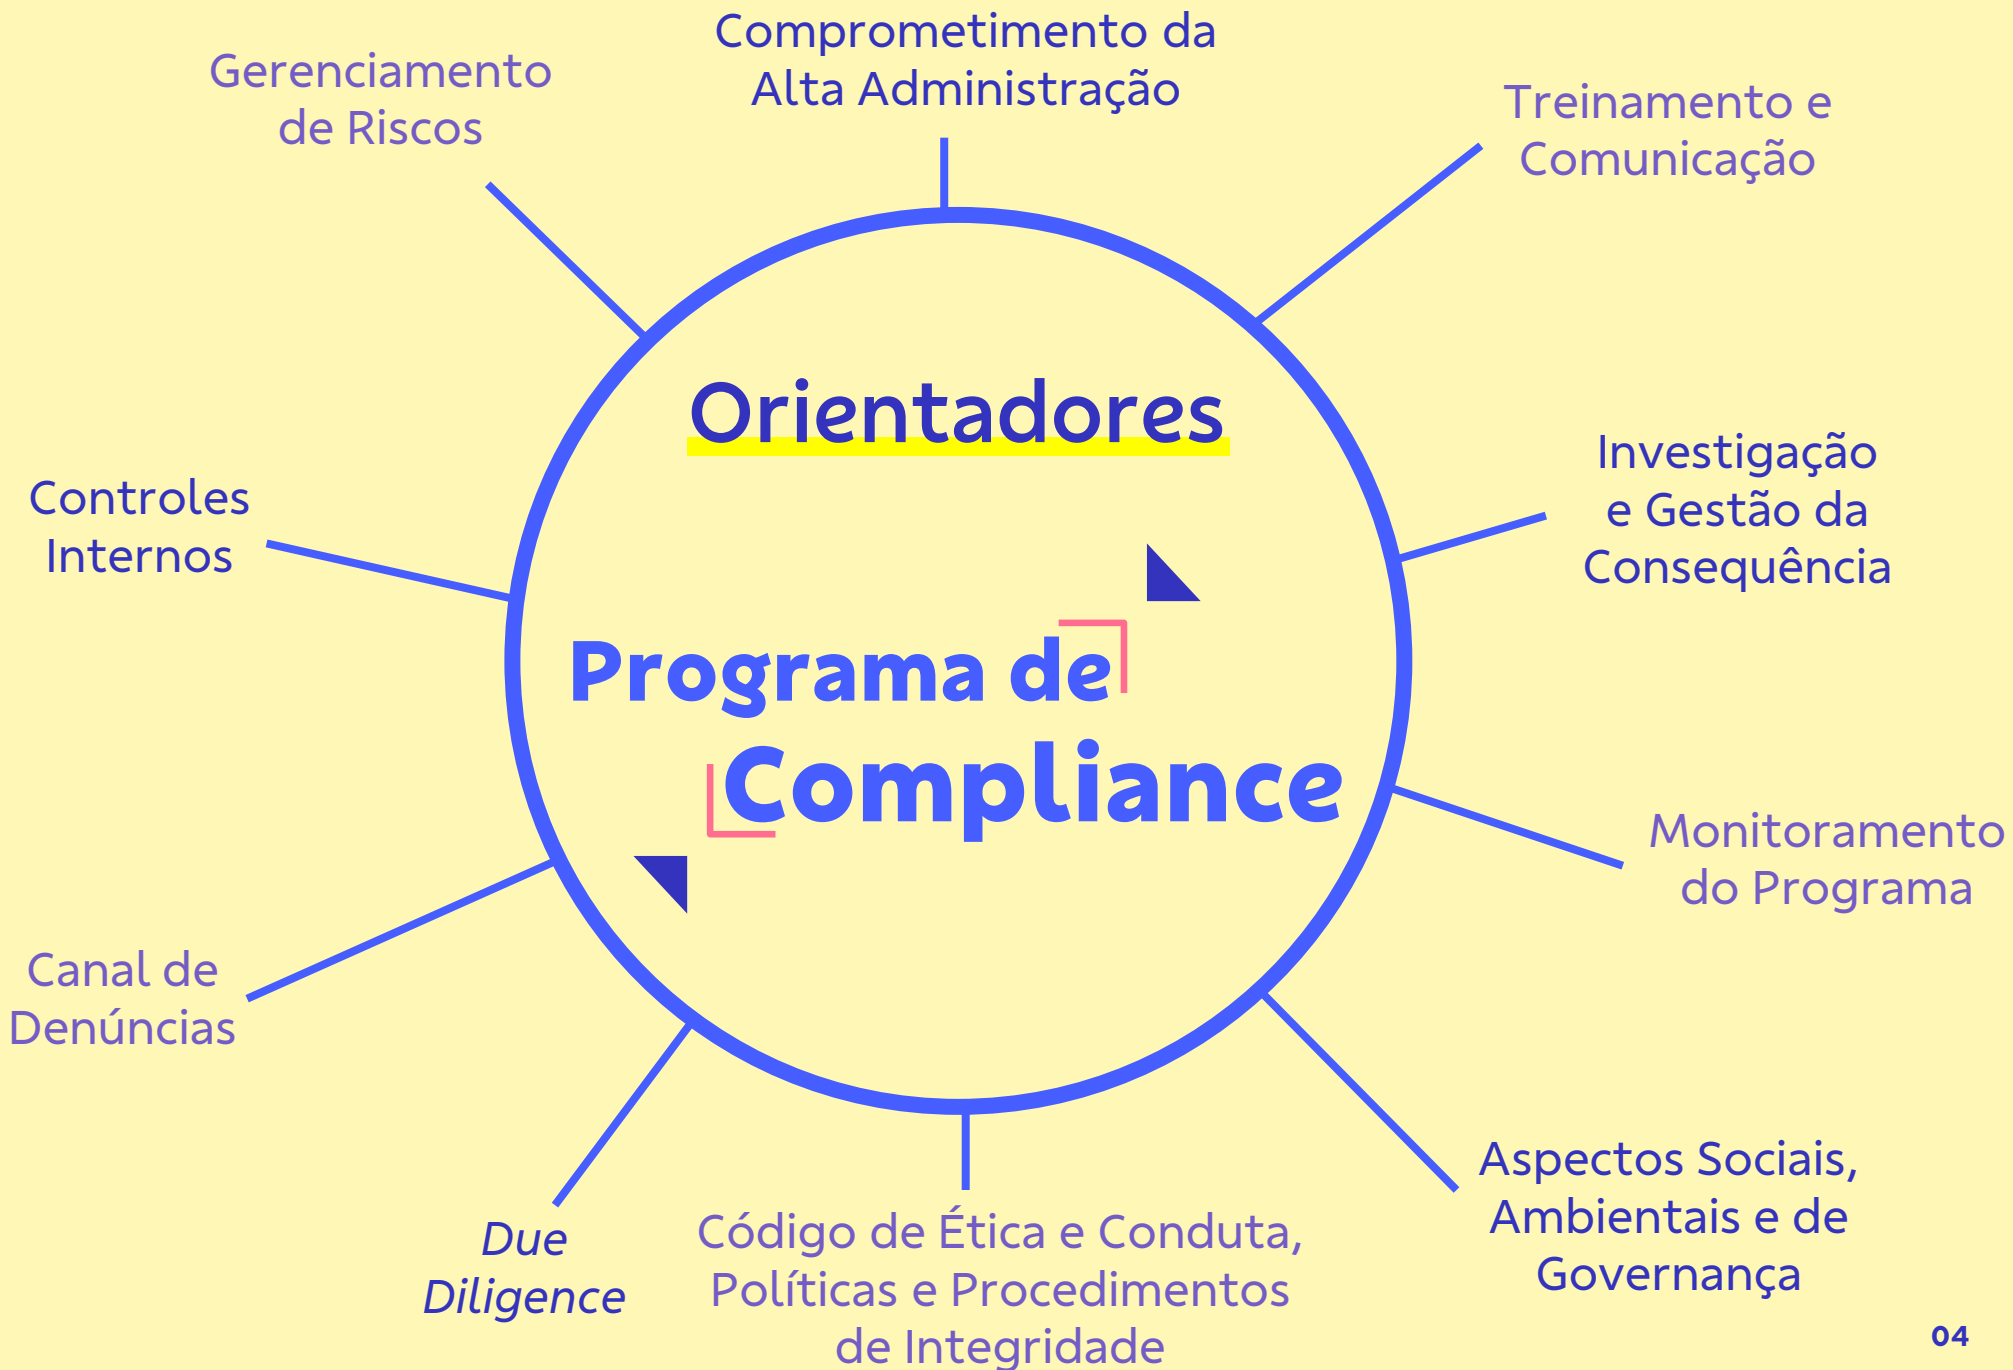 Comprometimento da
Alta Administração
Gerenciamento
de Riscos
Treinamento e
Comunicação
Orientadores
Programa de
Compliance
Controles
Internos
Investigação
e Gestão da
Consequência
Monitoramento
do Programa
Canal de
Denúncias
Aspectos Sociais,
Ambientais e de
Governança
Due
Diligence
Código de Ética e Conduta,
Políticas e Procedimentos
de Integridade
04